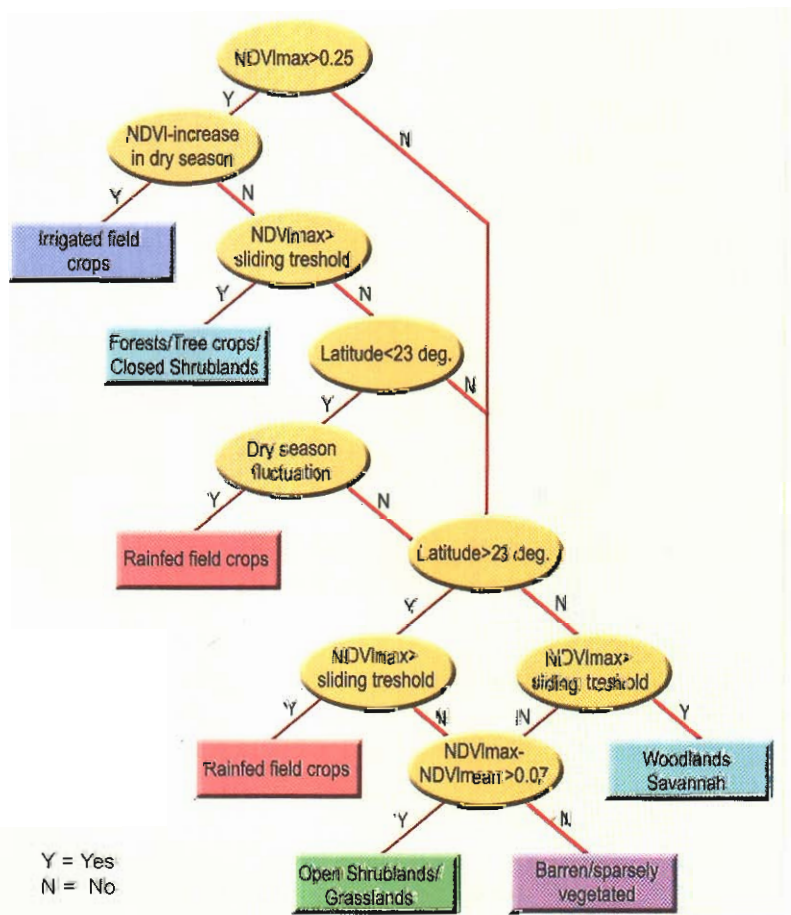 NDVImax>0.25
Y
N
NDVI-increase
in dry season
Y
N
Irrigated field
crops
NDVImax>
sliding treshold
Y
N
Forests/Tree crops/
Closed Shrublands
Latitude<23 deg.
Y
N
Dry season
fluctuation
Y
N
Rainfed field crops
Latitude>23 deg.
Y
N
NDVImax>
sliding treshold
NDVImax>
sliding treshold
Y
N
N
Y
Rainfed field crops
NDVImax-
NDVImean>0.07
Woodlands
Savannah
Y
N
Y = Yes
N = No
Open Shrublands/
Grasslands
Barren/sparsely
vegetated